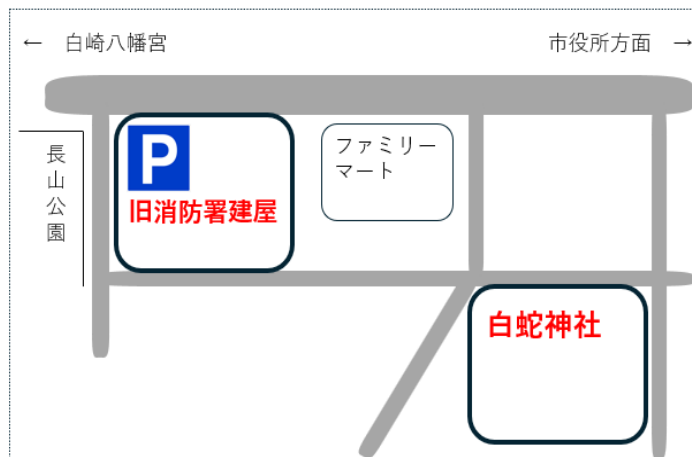 ← 白崎八幡宮
市役所方面 →
長山公園
P
旧消防署建屋
ファミリー
マート
白蛇神社